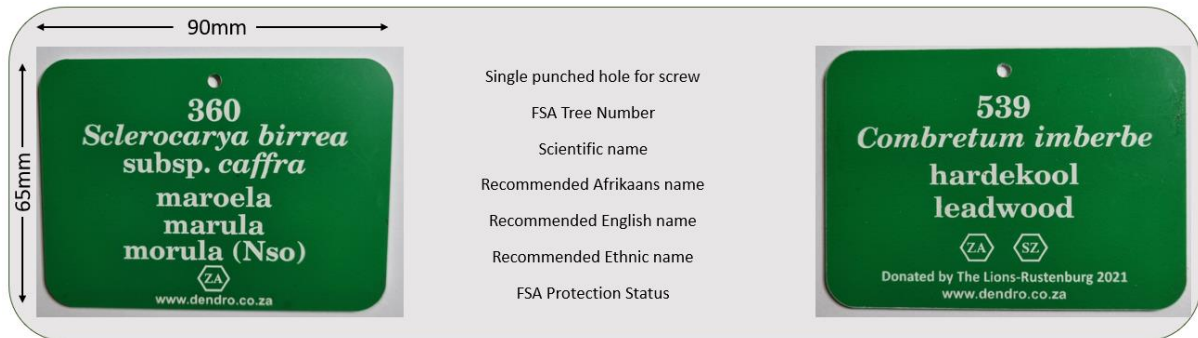 90mm
65mm
360
Sclerocarya birrea
subsp. caffra
maroela
marula
morula (Nso)
ZA
www.dendro.co.za
Single punched hole for screw
FSA Tree Number
Scientific name
Recommended Afrikaans name
Recommended English name
Recommended Ethnic name
FSA Protection Status
539
Combretum imberbe
hardekool
leadwood
ZA SZ
Donated by The Lions-Rustenburg 2021
www.dendro.co.za